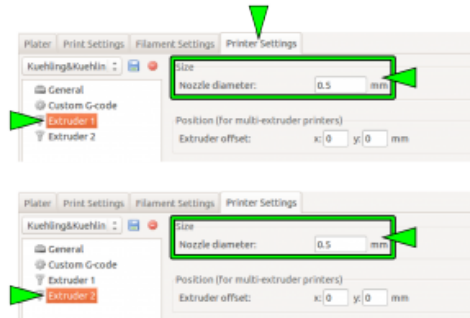 Plater Print Settings Filament Settings Printer Settings
Kuehling&Kuehlin
Size
Nozzle diameter: 0.5 mm
General
Custom G-code
Extruder 1
Extruder 2
Position (for multi-extruder printers)
Extruder offset: x: 0 y: 0 mm
Plater Print Settings Filament Settings Printer Settings
Kuehling&Kuehlin
Size
Nozzle diameter: 0.5 mm
General
Custom G-code
Extruder 1
Extruder 2
Position (for multi-extruder printers)
Extruder offset: x: 0 y: 0 mm